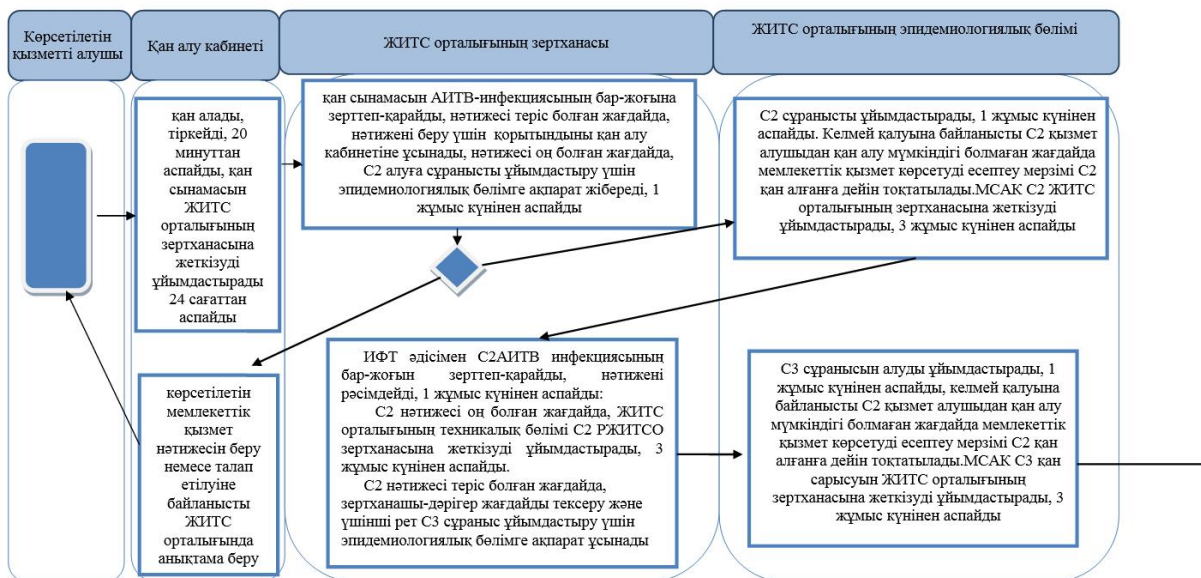 Көрсетілетін
қызметті алушы
Қан алу кабинеті
ЖИТС орталығының зертханасы
ЖИТС орталығының эпидемиологиялық бөлімі
қан алады,
тіркейді, 20
минуттан
аспайды, қан
сынамасын
ЖИТС
орталығының
зертханасына
жеткізуді
ұйымдастырады
24 сағаттан
аспайды
қан сынамасын АИТВ-инфекциясының бар-жоғына
зерттеп-қарайды, нәтижесі теріс болған жағдайда,
нәтижені беру үшін қорытындыны қан алу
кабинетіне ұсынады, нәтижесі оң болған жағдайда,
С2 алуға сұранысты ұйымдастыру үшін
эпидемиологиялық бөлімге ақпарат жібереді, 1
жұмыс күнінен аспайды
С2 сұранысты ұйымдастырады, 1 жұмыс күнінен
аспайды. Келмей қалуына байланысты С2 қызмет
алушыдан қан алу мүмкіндігі болмаған жағдайда
мемлекеттік қызмет көрсетуді есептеу мерзімі С2
қан алғанға дейін тоқтатылады.МСАК С2 ЖИТС
орталығының зертханасына жеткізуді
ұйымдастырады, 3 жұмыс күнінен аспайды
көрсетілетін
мемлекеттік
қызмет
нәтижесін беру
немесе талап
етілуіне
байланысты
ЖИТС
орталығында
анықтама беру
ИФТ әдісімен С2АИТВ инфекциясының
бар-жоғын зерттеп-қарайды, нәтижені
рәсімдейді, 1 жұмыс күнінен аспайды:
С2 нәтижесі оң болған жағдайда, ЖИТС
орталығының техникалық бөлімі С2 РЖИТСО
зертханасына жеткізуді ұйымдастырады, 3
жұмыс күнінен аспайды.
С2 нәтижесі теріс болған жағдайда,
зертханашы-дәрігер жағдайды тексеру және
үшінші рет С3 сұраныс ұйымдастыру үшін
эпидемиологиялық бөлімге ақпарат ұсынады
С3 сұранысын алуды ұйымдастырады, 1
жұмыс күнінен аспайды, келмей қалуына
байланысты С2 қызмет алушыдан қан алу
мүмкіндігі болмаған жағдайда мемлекеттік
қызмет көрсетуді есептеу мерзімі С2 қан
алғанға дейін тоқтатылады.МСАК С3 қан
сарысуын ЖИТС орталығының
зертханасына жеткізуді ұйымдастырады, 3
жұмыс күнінен аспайды